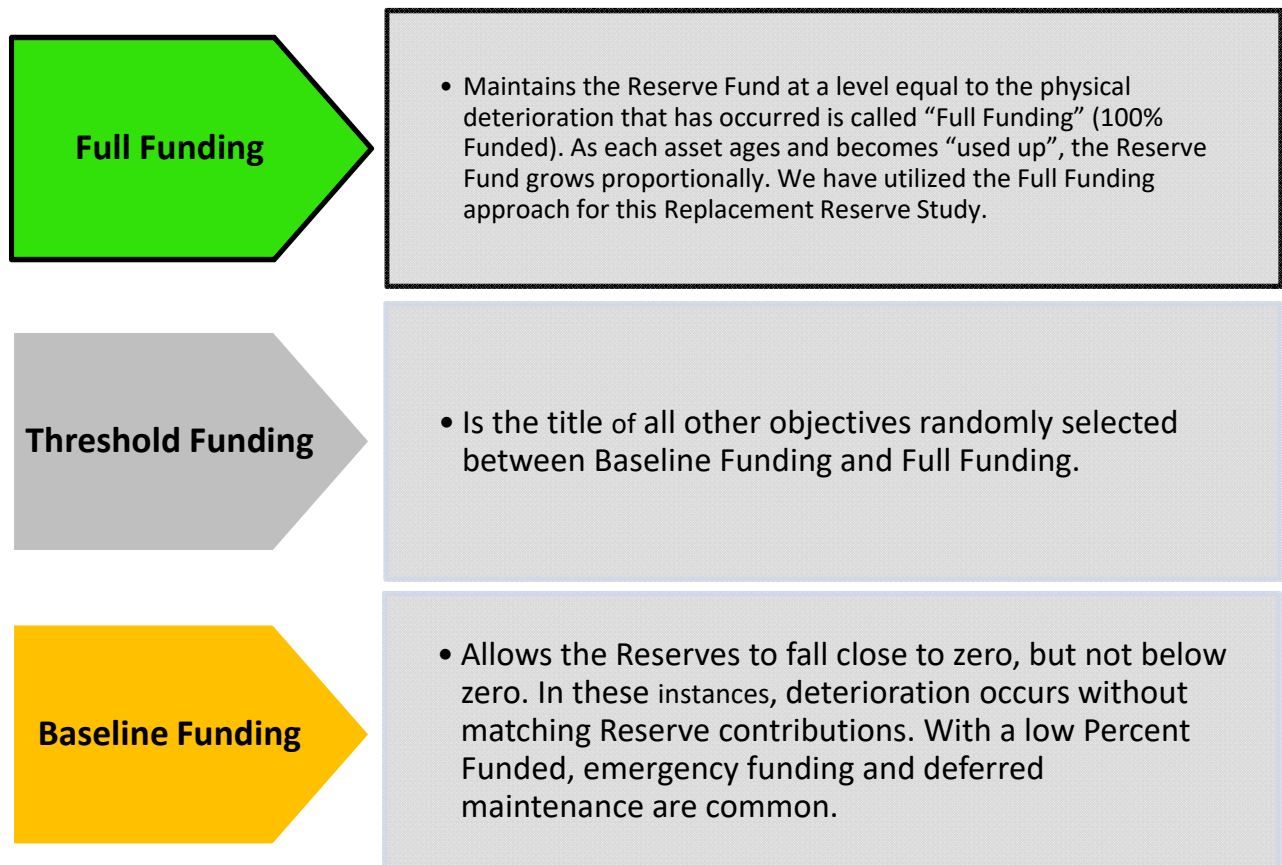 Full Funding
• Maintains the Reserve Fund at a level equal to the physical
deterioration that has occurred is called “Full Funding” (100%
Funded). As each asset ages and becomes “used up”, the Reserve
Fund grows proportionally. We have utilized the Full Funding
approach for this Replacement Reserve Study.
Threshold Funding
• Is the title of all other objectives randomly selected
between Baseline Funding and Full Funding.
Baseline Funding
• Allows the Reserves to fall close to zero, but not below
zero. In these instances, deterioration occurs without
matching Reserve contributions. With a low Percent
Funded, emergency funding and deferred
maintenance are common.